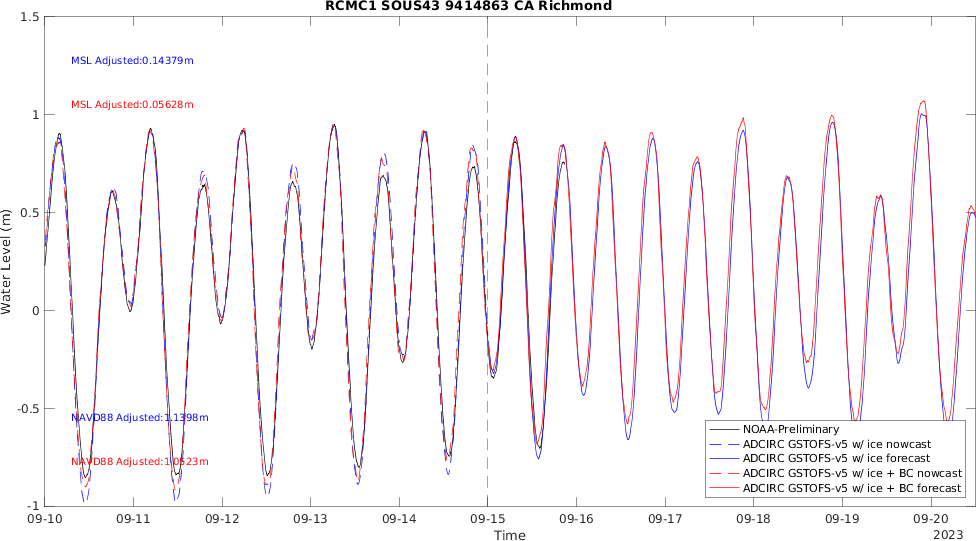 RCMC1 SOUS43 9414863 CA Richmond
1.5
MSL Adjusted:0.14379m
MSL Adjusted:0.05628m
1
0.5
Water Level (m)
0
-0.5
NAVD88 Adjusted:1.1398m
NAVD88 Adjusted:1.0523m
NOAA-Preliminary
ADCIRC GSTOFS-v5 w/ ice nowcast
ADCIRC GSTOFS-v5 w/ ice forecast
ADCIRC GSTOFS-v5 w/ ice + BC nowcast
ADCIRC GSTOFS-v5 w/ ice + BC forecast
-1
09-10 09-11 09-12 09-13 09-14 09-15 09-16 09-17 09-18 09-19 09-20
Time
2023